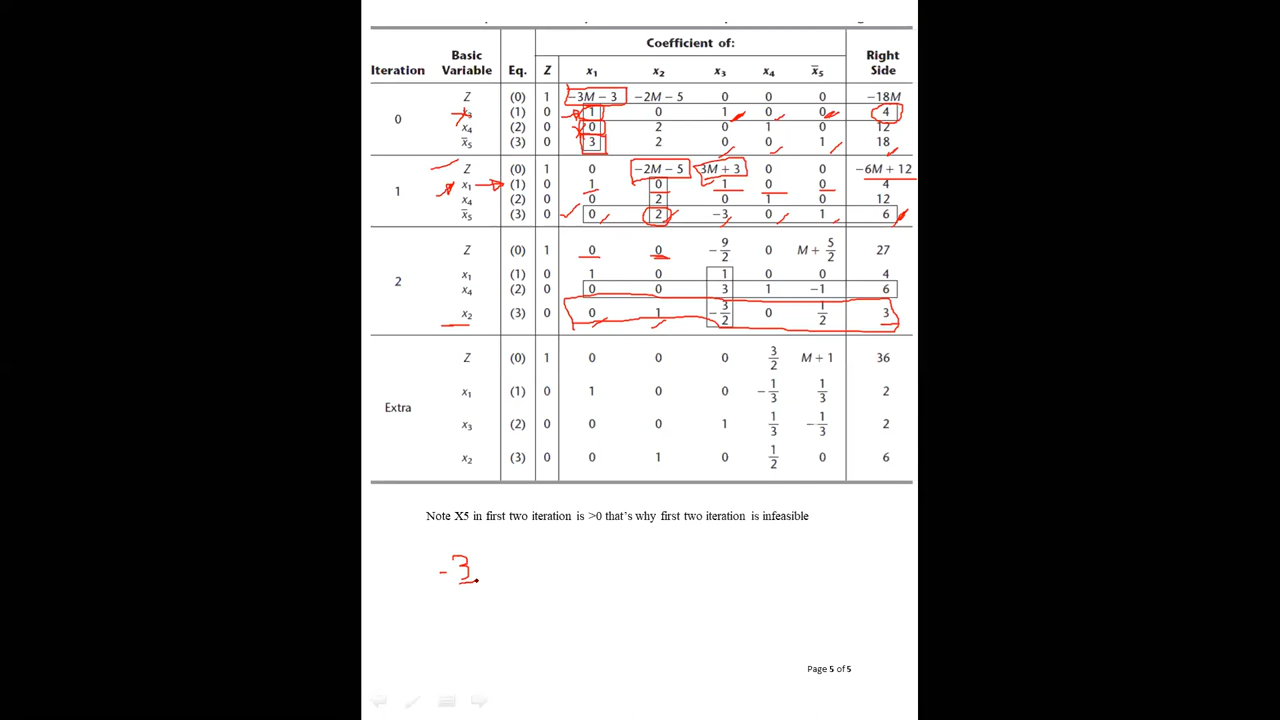 Coefficient of:
Basic Right
Iteration Variable Eq. Z x₁ x₂ x₃ x₄ x̅₅ Side
Z (0) 1 −3M − 3 −2M − 5 0 0 0 −18M
0 x₃ (1) 0 1 0 1 0 0 4
x₄ (2) 0 0 2 0 1 0 12
x̅₅ (3) 0 3 2 0 0 1 18
Z (0) 1 0 −2M − 5 3M + 3 0 0 −6M + 12
1 x₁ (1) 0 1 0 1 0 0 4
x₄ (2) 0 0 2 0 1 0 12
x̅₅ (3) 0 0 2 −3 0 1 6
Z (0) 1 0 0 −9/2 0 M + 5/2 27
2 x₁ (1) 0 1 0 1 0 0 4
x₄ (2) 0 0 0 3 1 −1 6
x₂ (3) 0 0 1 −3/2 0 1/2 3
Z (0) 1 0 0 0 3/2 M + 1 36
Extra x₁ (1) 0 1 0 0 −1/3 1/3 2
x₃ (2) 0 0 0 1 1/3 −1/3 2
x₂ (3) 0 0 1 0 1/2 0 6
Note X5 in first two iteration is >0 that's why first two iteration is infeasible
-3
Page 5 of 5